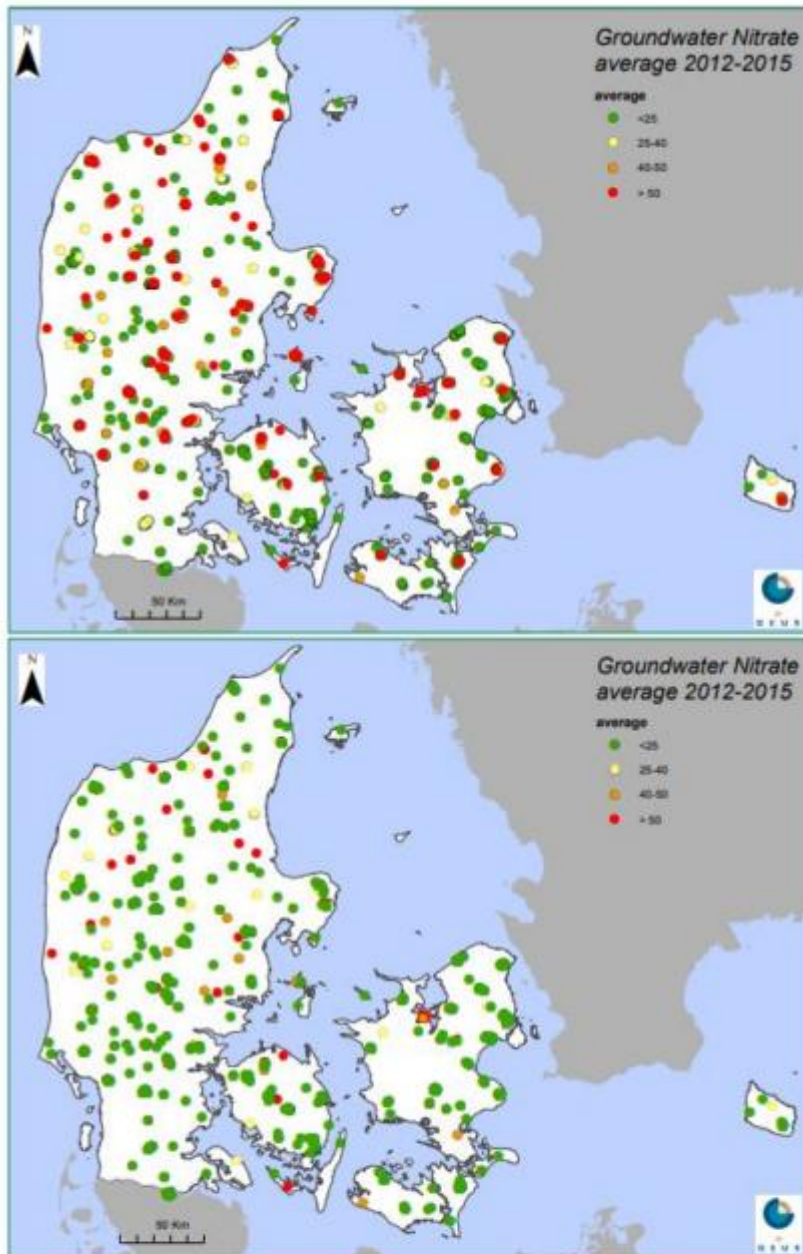 N
Groundwater Nitrate
average 2012-2015
average
<25
25-40
40-50
> 50
50 Km
G E U S
N
Groundwater Nitrate
average 2012-2015
average
<25
25-40
40-50
> 50
50 Km
G E U S